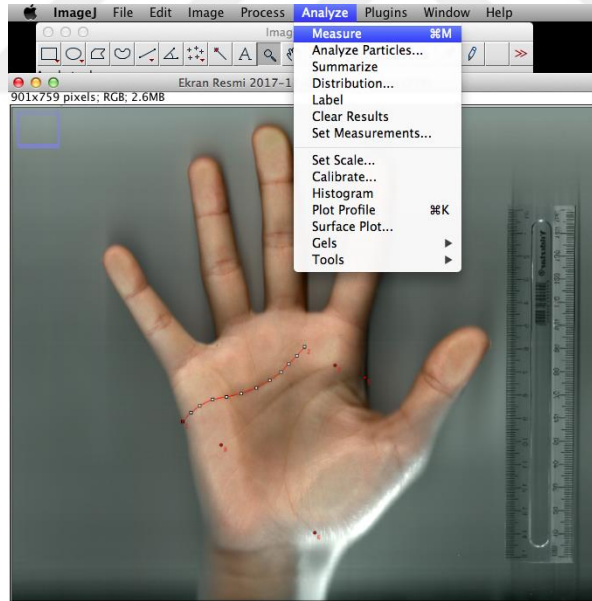 ImageJ File Edit Image Process Analyze Plugins Window Help
Imag
Measure ⌘M
Analyze Particles...
Summarize
Distribution...
Label
Clear Results
Set Measurements...
Set Scale...
Calibrate...
Histogram
Plot Profile ⌘K
Surface Plot...
Gels
Tools
A
Ekran Resmi 2017-1
901x759 pixels; RGB; 2.6MB